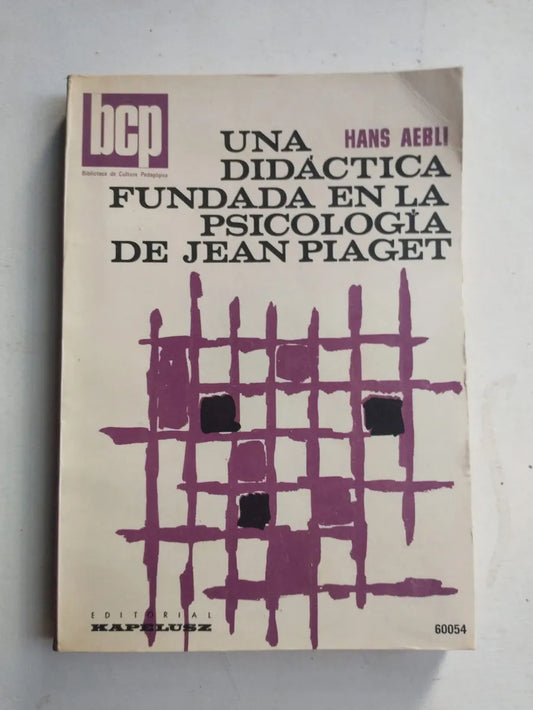 bcp
Biblioteca de Cultura Pedagógica
HANS AEBLI
UNA
DIDÁCTICA
FUNDADA EN LA
PSICOLOGÍA
DE JEAN PIAGET
EDITORIAL
KAPELUSZ
60054